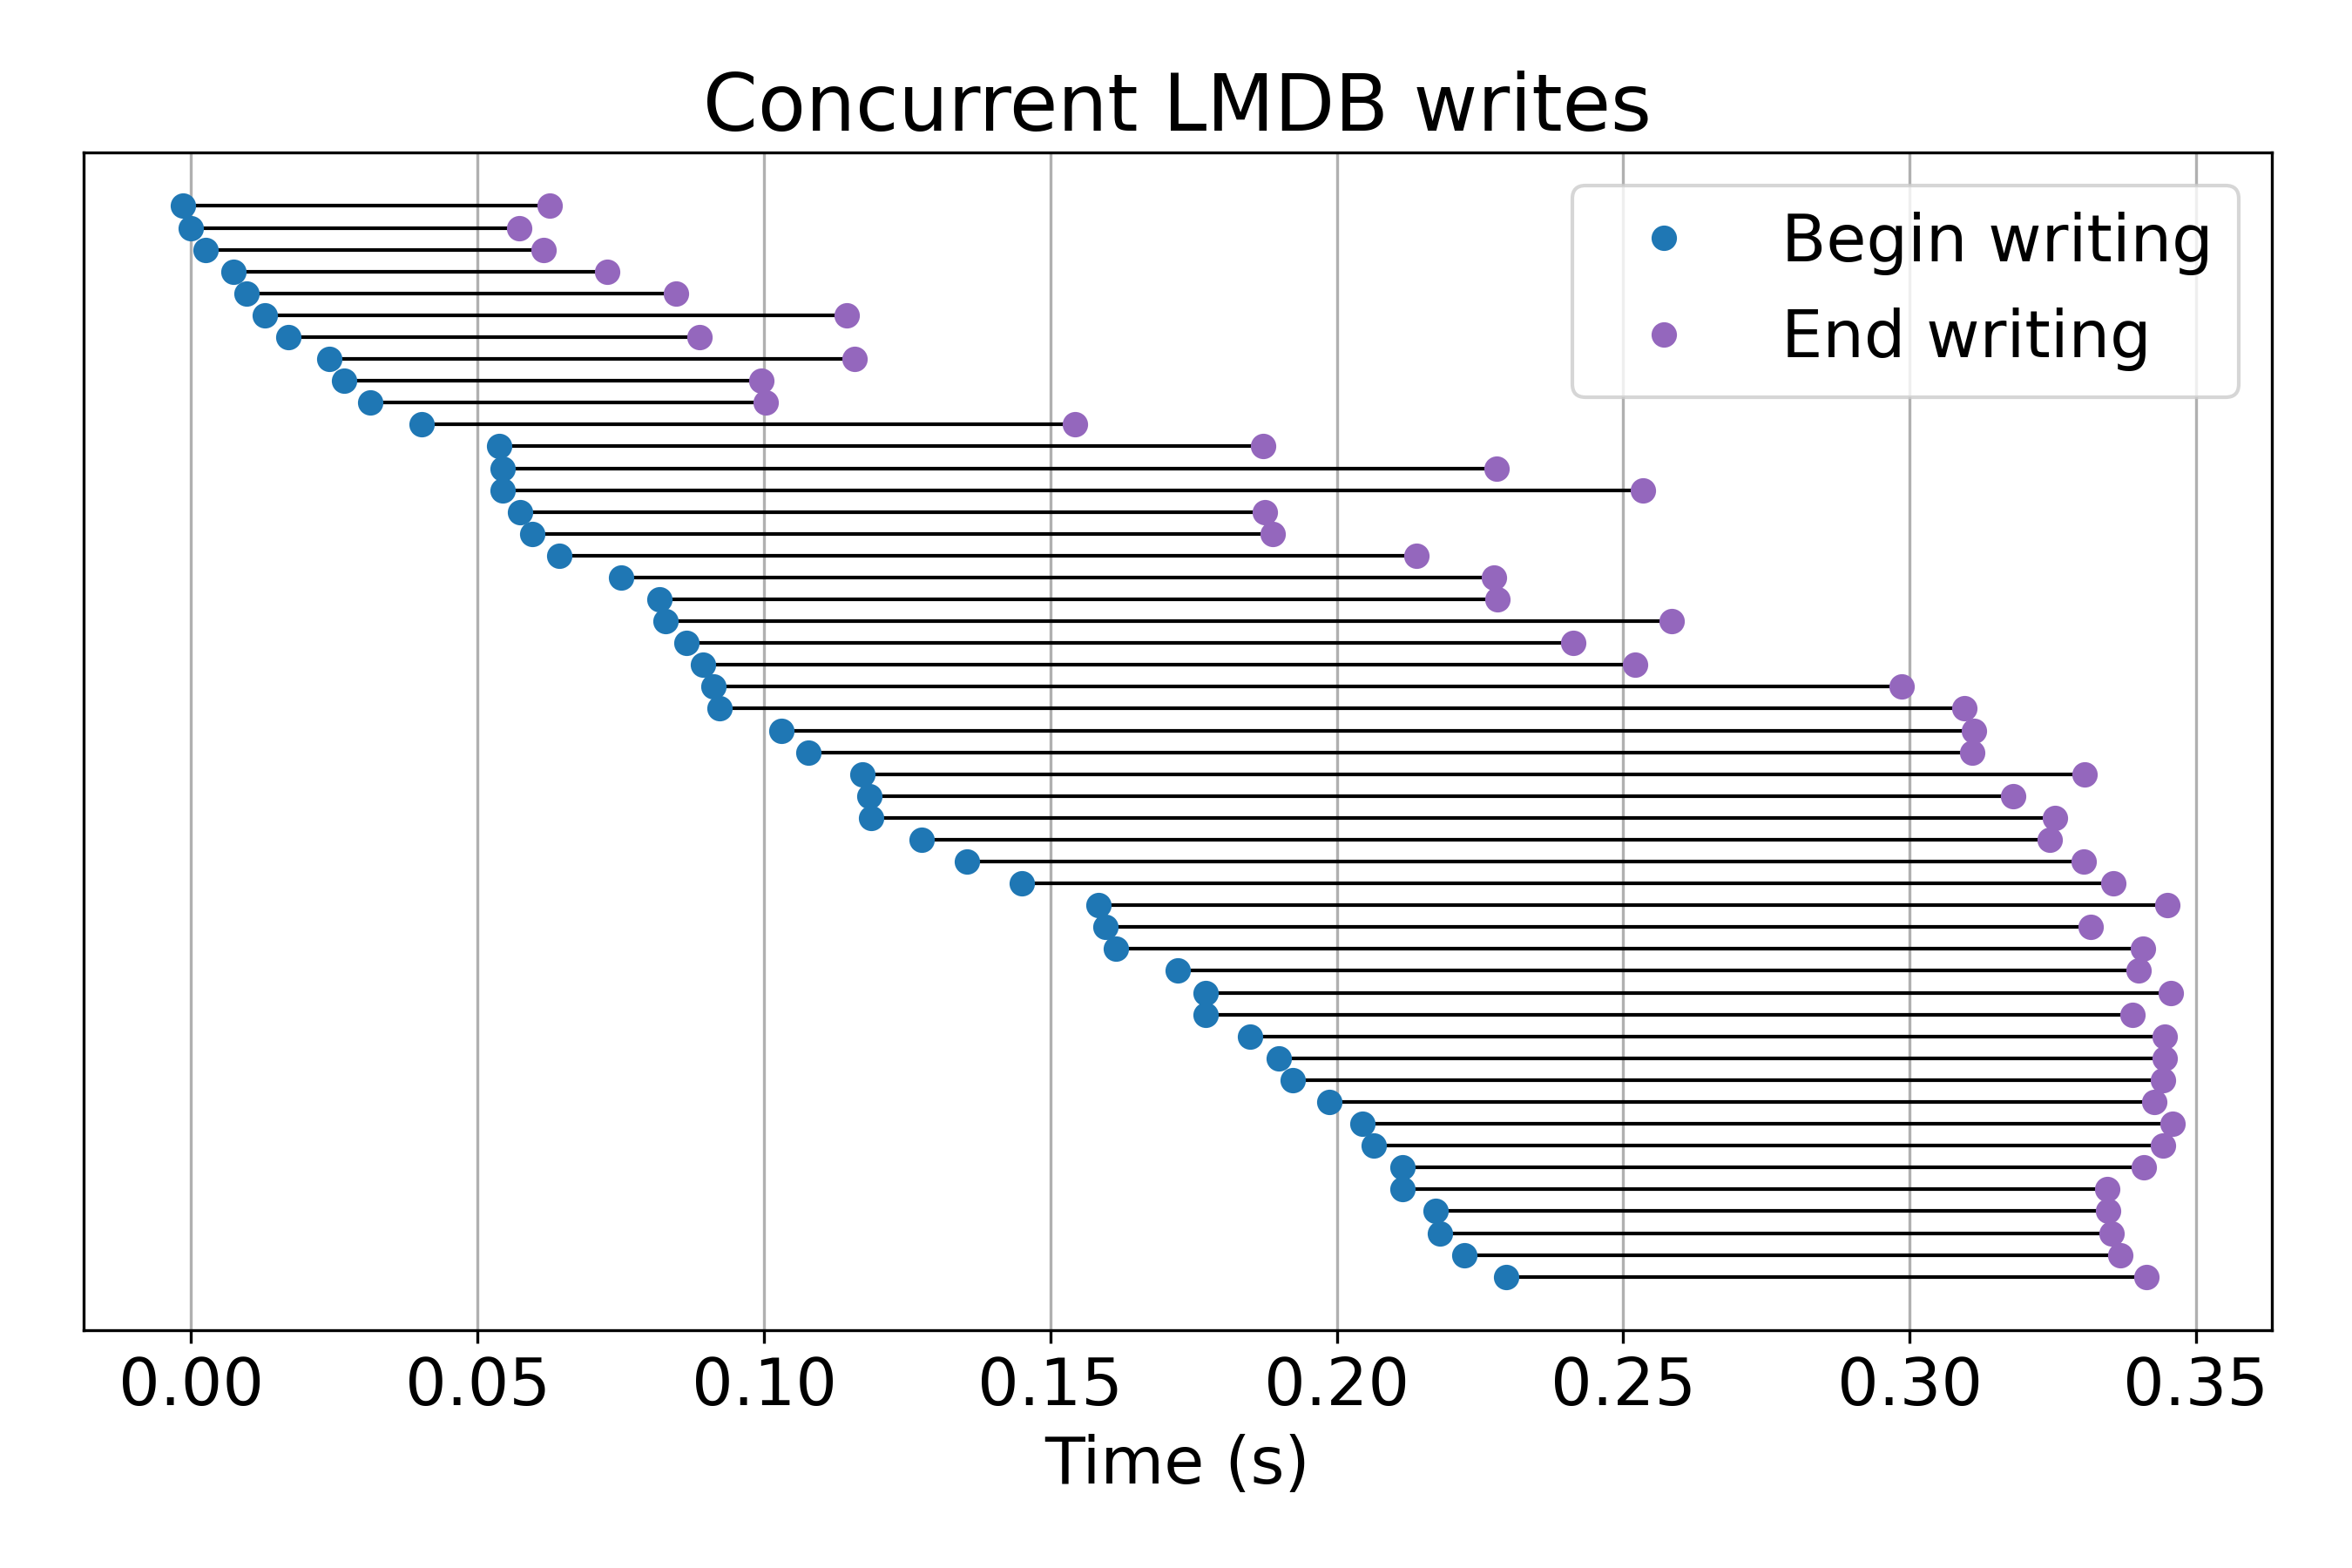 Concurrent LMDB writes
Begin writing
End writing
0.00 0.05 0.10 0.15 0.20 0.25 0.30 0.35
Time (s)